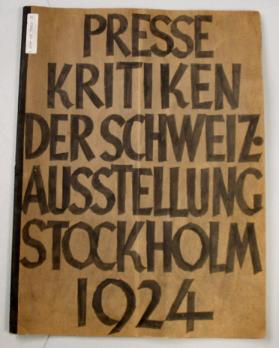 PRESSE
KRITIKEN
DER SCHWEIZ·
AUSSTELLUNG
STOCKHOLM
1924